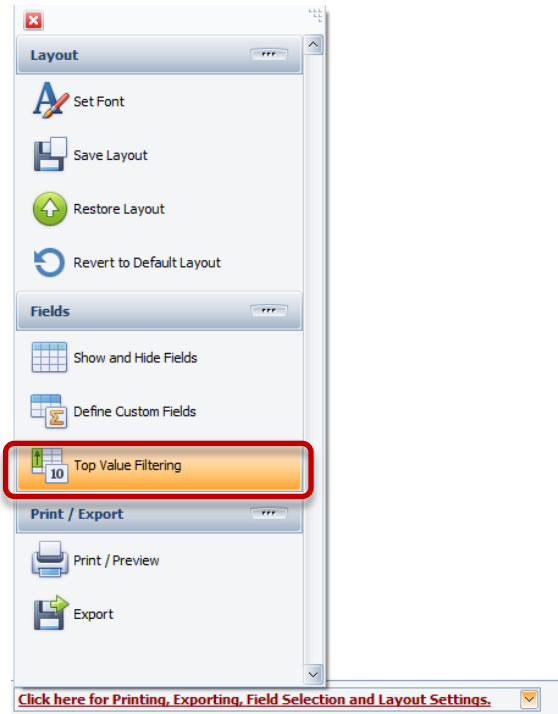 Layout
Set Font
Save Layout
Restore Layout
Revert to Default Layout
Fields
Show and Hide Fields
Define Custom Fields
10 Top Value Filtering
Print / Export
Print / Preview
Export
Click here for Printing, Exporting, Field Selection and Layout Settings.